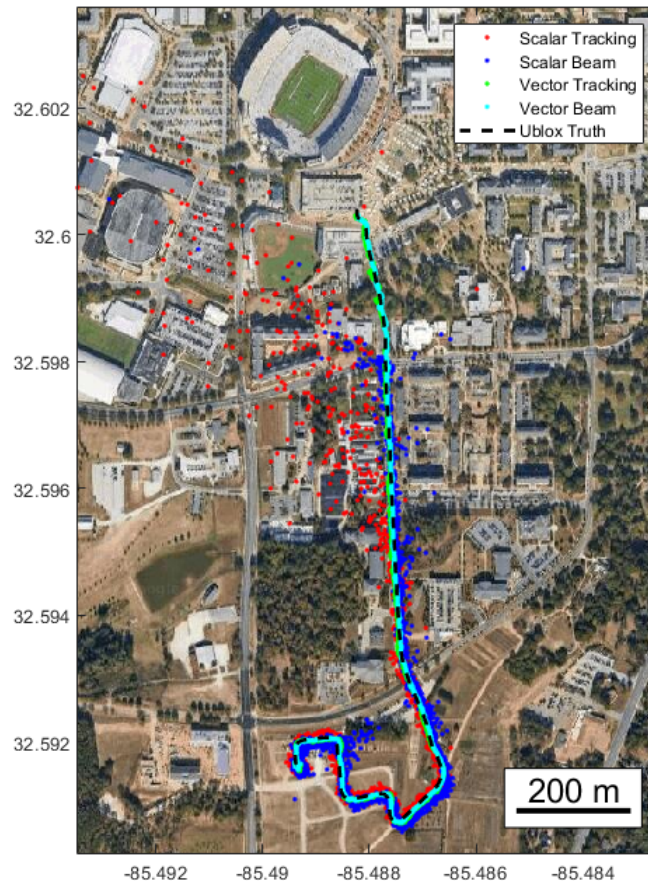 Scalar Tracking
Scalar Beam
Vector Tracking
Vector Beam
Ublox Truth
32.602
32.6
32.598
32.596
32.594
32.592
200 m
-85.492
-85.49
-85.488
-85.486
-85.484